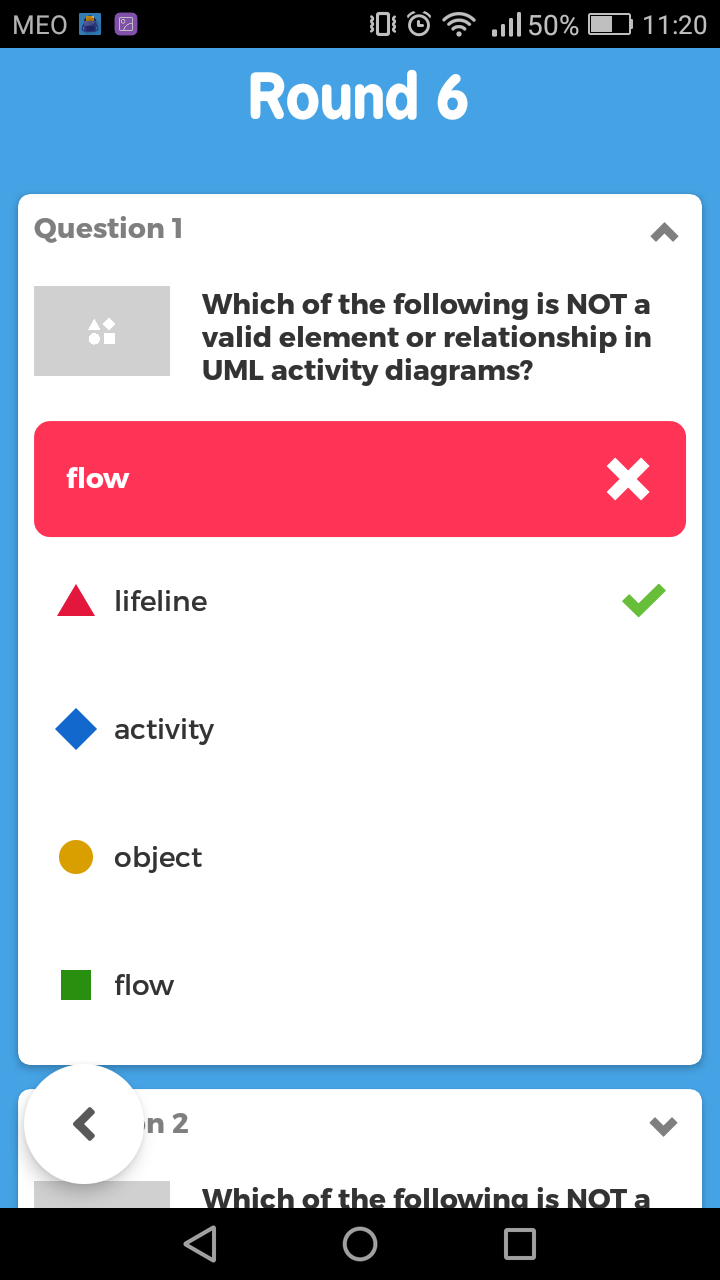 MEO 50% 11:20
Round 6
Question 1
Which of the following is NOT a
valid element or relationship in
UML activity diagrams?
flow
lifeline
activity
object
flow
2
Which of the following is NOT a